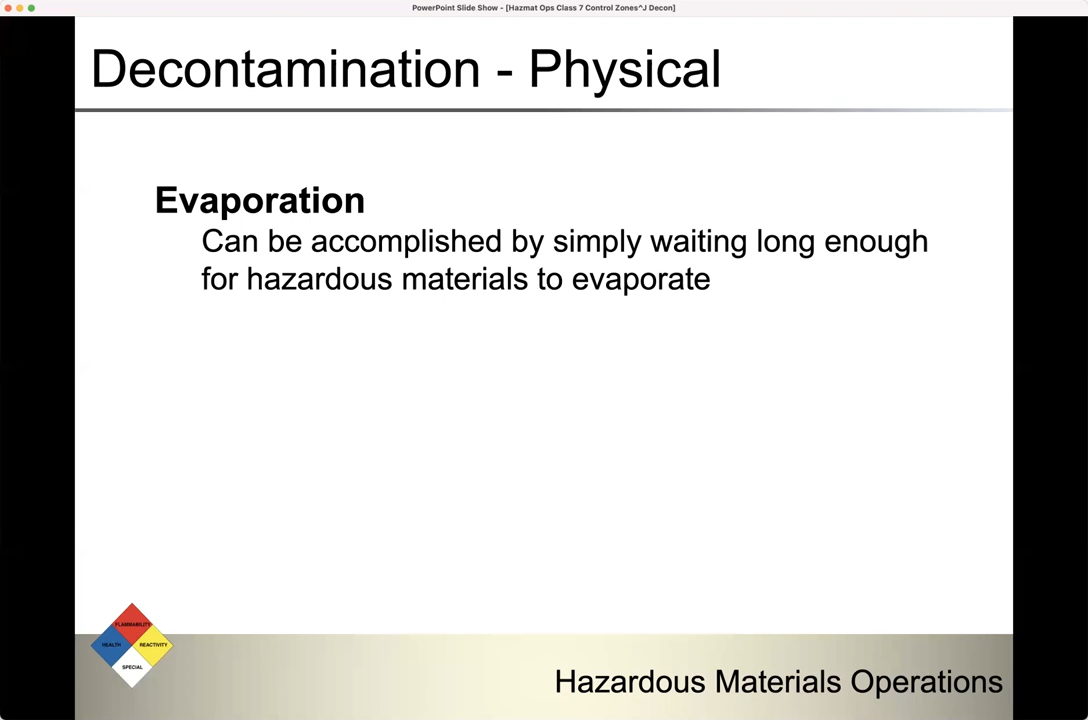 PowerPoint Slide Show - [Hazmat Ops Class 7 Control Zones^J Decon]
Decontamination - Physical
Evaporation
Can be accomplished by simply waiting long enough
for hazardous materials to evaporate
FLAMMABILITY
HEALTH
REACTIVITY
SPECIAL
Hazardous Materials Operations